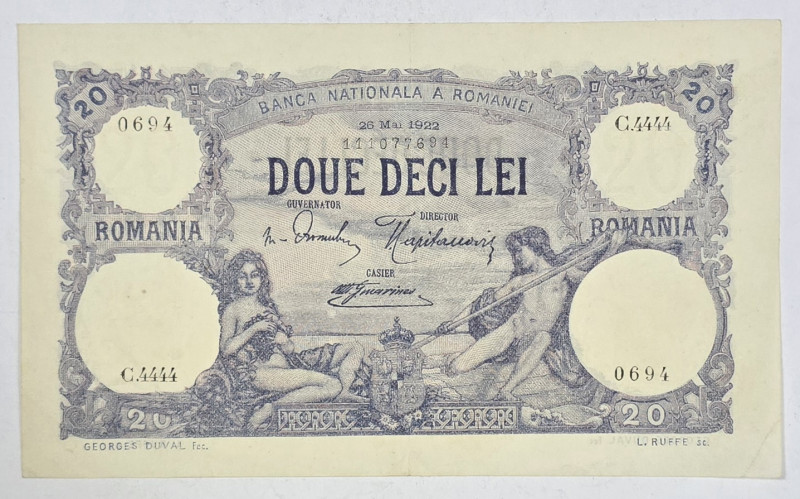 20
20
BANCA NATIONALA A ROMANIEI
0694
26 Mai 1922
C.4444
111077694
DOUE DECI LEI
GUVERNATOR
DIRECTOR
ROMANIA
ROMANIA
CASIER
C.4444
0694
20
20
GEORGES DUVAL fec.
L. RUFFE sc.